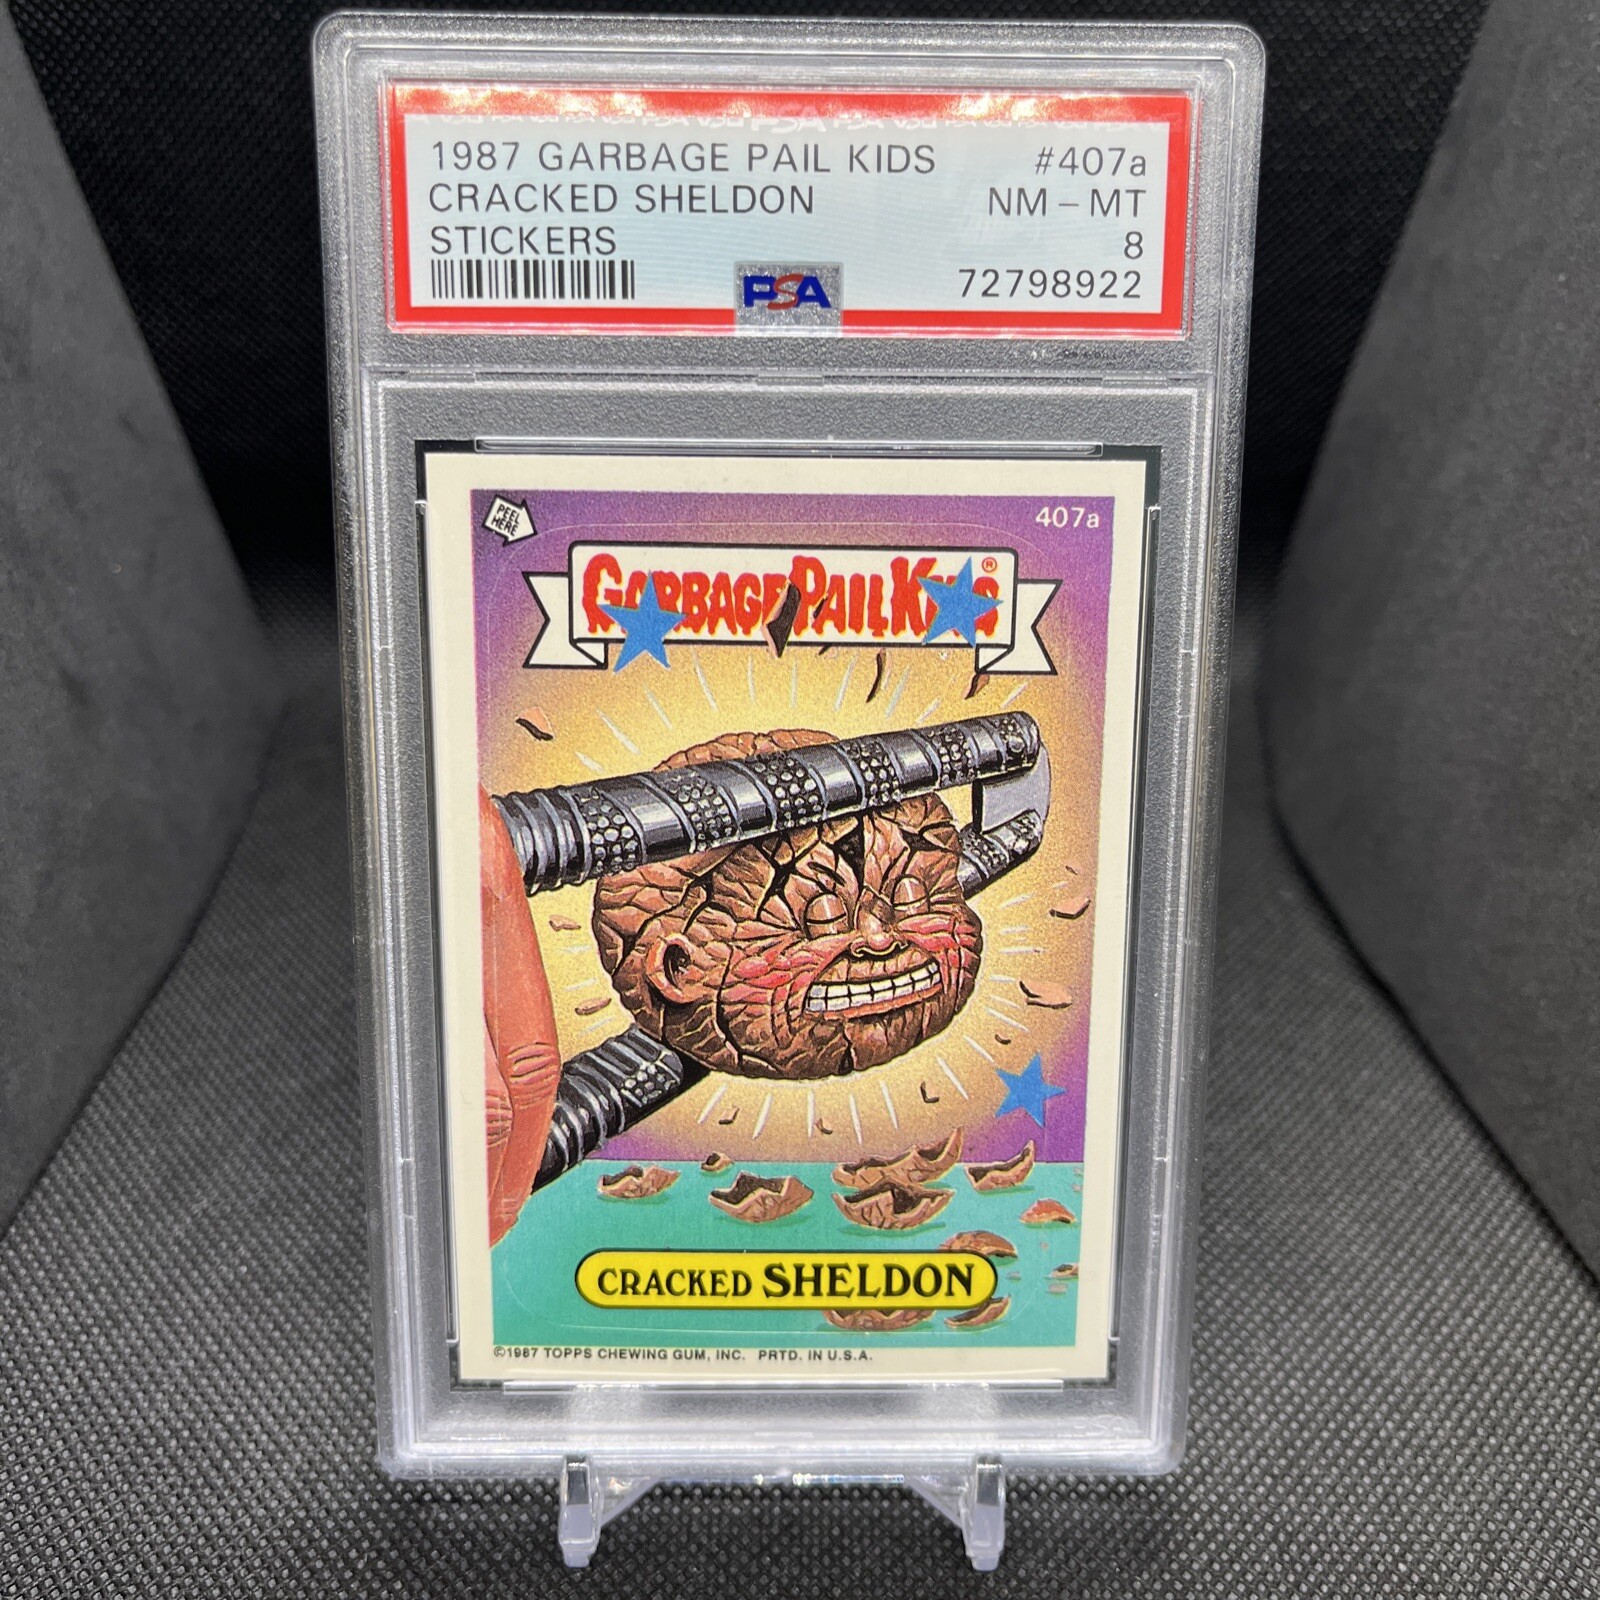 1987 GARBAGE PAIL KIDS #407a
CRACKED SHELDON NM - MT
STICKERS 8
PSA 72798922
PEEL
HERE
407a
GARBAGE PAIL KIDS ®
CRACKED SHELDON
©1987 TOPPS CHEWING GUM, INC. PRTD. IN U.S.A.